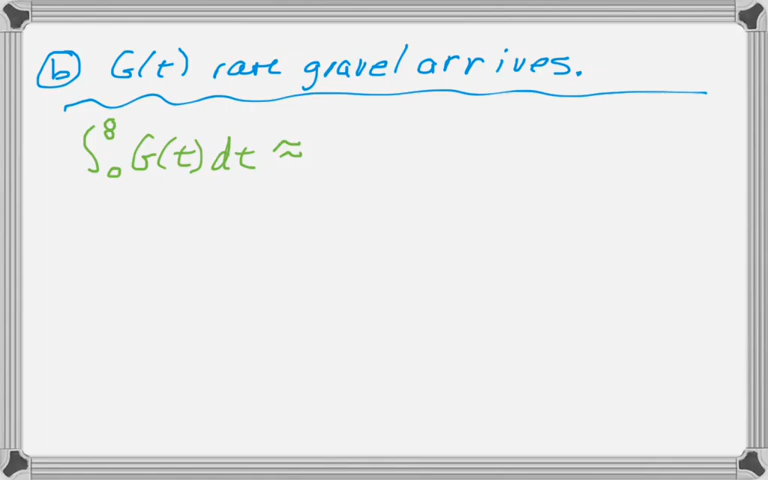 (b) G(t) rate gravel arrives.
∫₀⁸ G(t) dt ≈